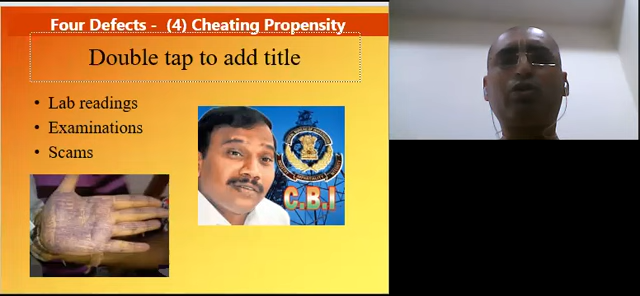 Four Defects - (4) Cheating Propensity
Double tap to add title
• Lab readings
• Examinations
• Scams
C.B.I